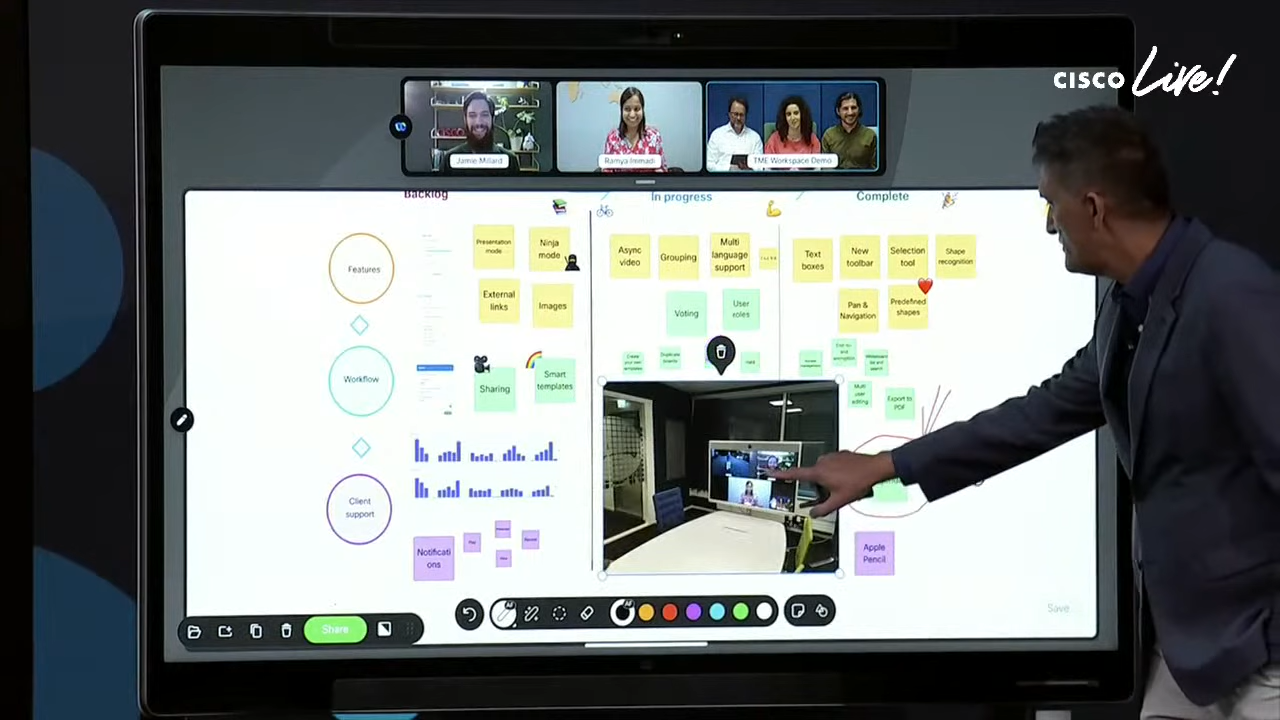 CISCO Live!
Jamie Millard
Ramya Immadi
TME Workspace Demo
Backlog
In progress
Complete
Features
Presentation
mode
Ninja
mode
External
links
Images
Async
video
Grouping
Multi
language
support
Text
boxes
New
toolbar
Selection
tool
Shape
recognition
Pan &
Navigation
Predefined
shapes
Voting
User
roles
Workflow
Sharing
Smart
templates
Multi
user
editing
Export to
PDF
Client
support
Notificati
ons
Apple
Pencil
Save
Share